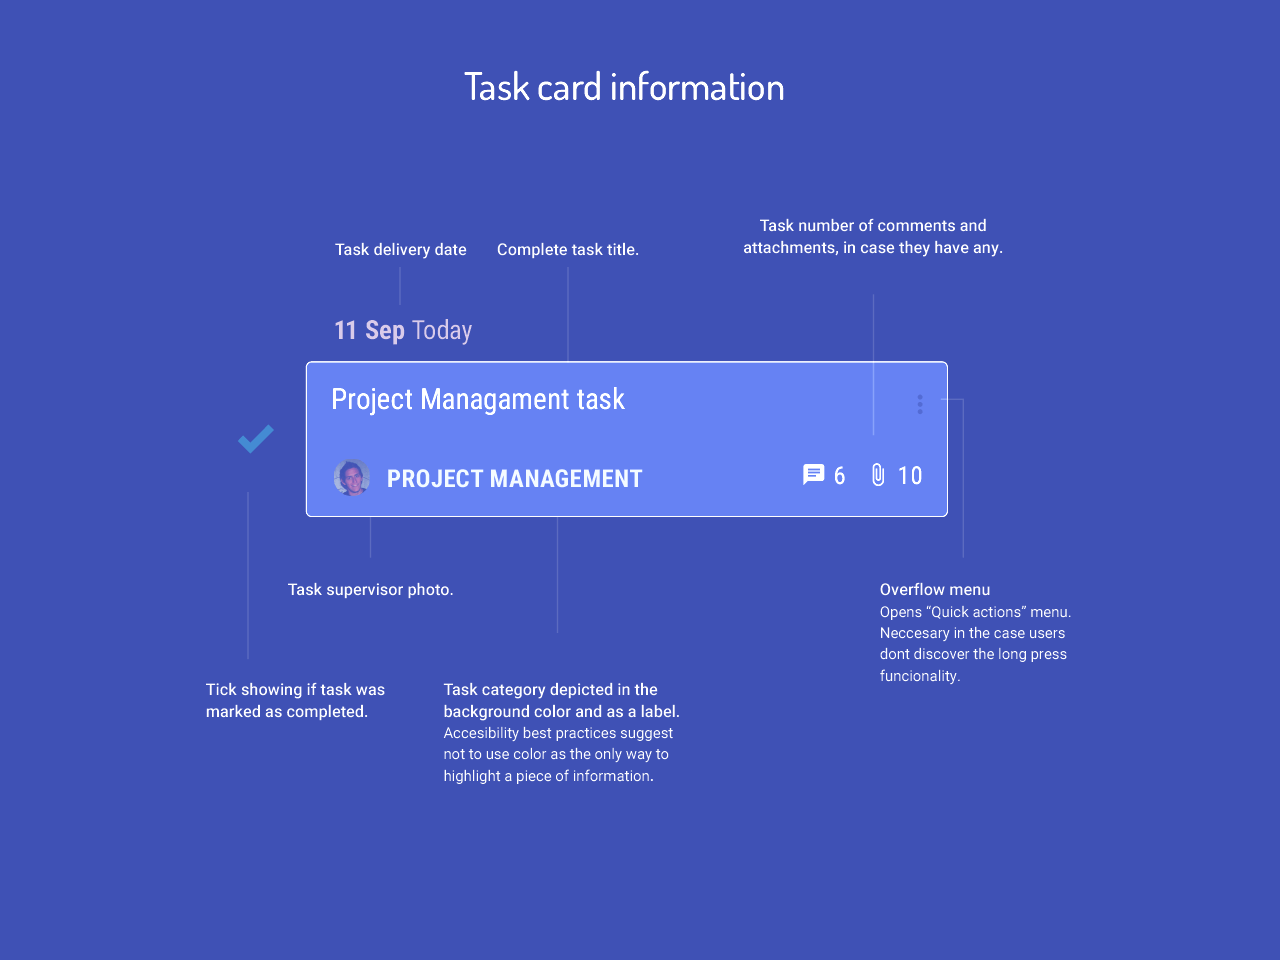 Task card information
Task number of comments and
attachments, in case they have any.
Task delivery date
Complete task title.
11 Sep Today
Project Managament task
PROJECT MANAGEMENT
6
10
Task supervisor photo.
Overflow menu
Opens “Quick actions” menu.
Neccesary in the case users
dont discover the long press
funcionality.
Tick showing if task was
marked as completed.
Task category depicted in the
background color and as a label.
Accesibility best practices suggest
not to use color as the only way to
highlight a piece of information.